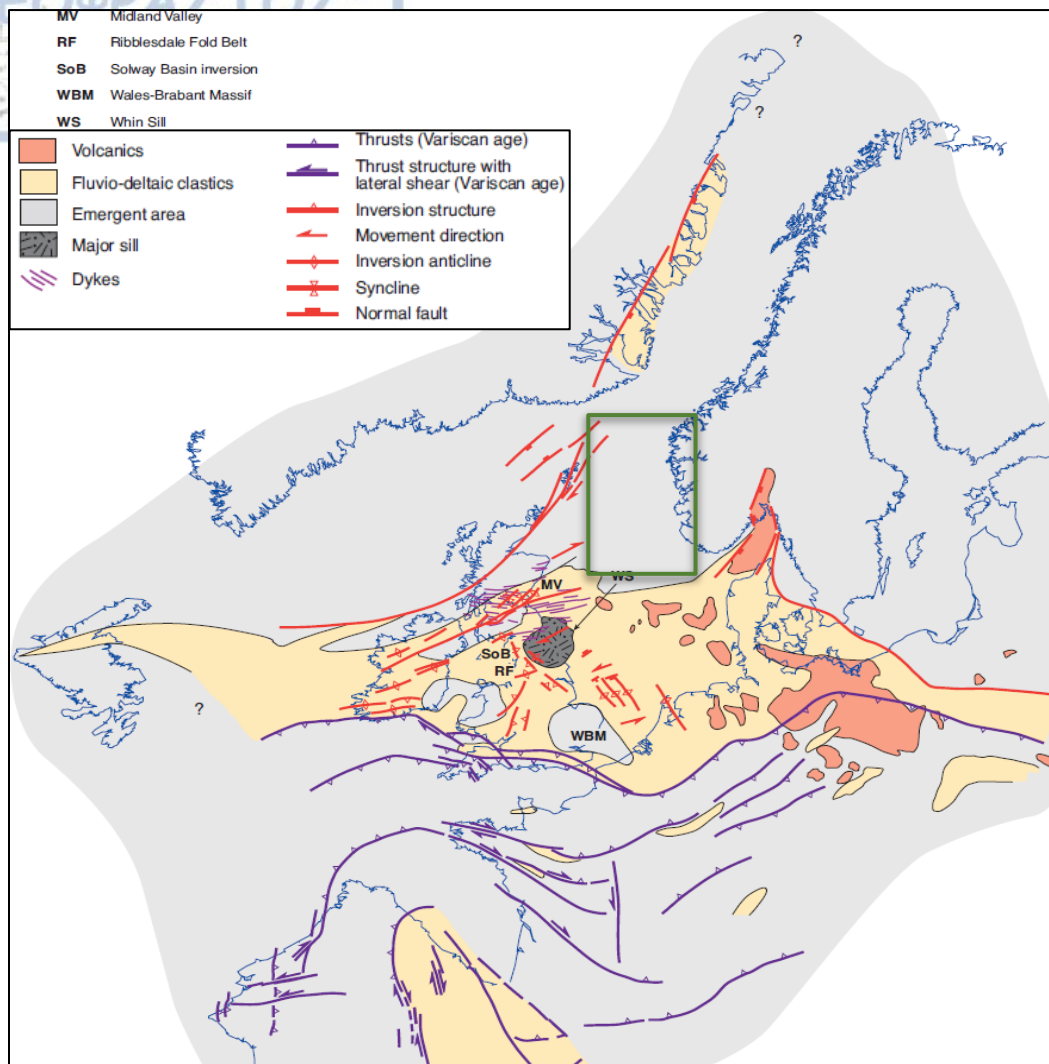 MV Midland Valley
RF Ribblesdale Fold Belt
SoB Solway Basin inversion
WBM Wales-Brabant Massif
WS Whin Sill
Volcanics
Fluvio-deltaic clastics
Emergent area
Major sill
Dykes
Thrusts (Variscan age)
Thrust structure with
lateral shear (Variscan age)
Inversion structure
Movement direction
Inversion anticline
Syncline
Normal fault
?
?
MV
WS
SoB
RF
?
WBM